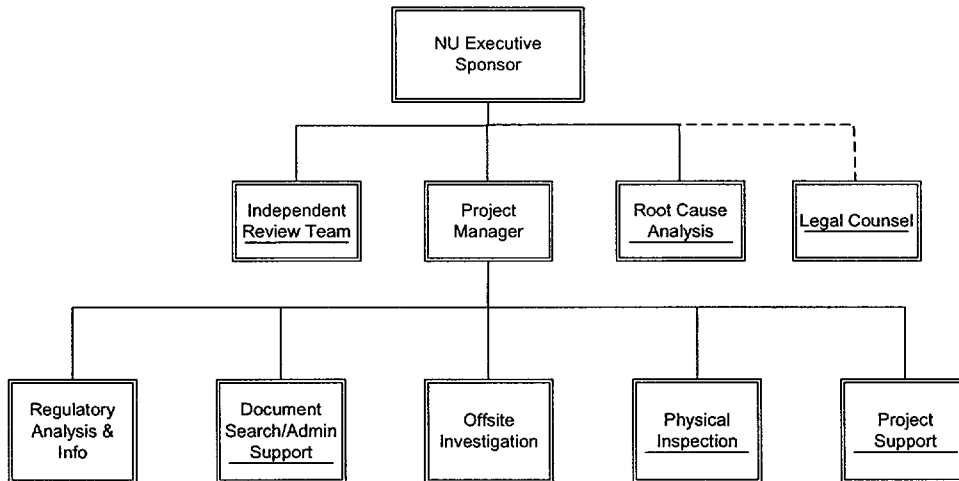 NU Executive
Sponsor
Independent
Review Team
Project
Manager
Root Cause
Analysis
Legal Counsel
Regulatory
Analysis &
Info
Document
Search/Admin
Support
Offsite
Investigation
Physical
Inspection
Project
Support